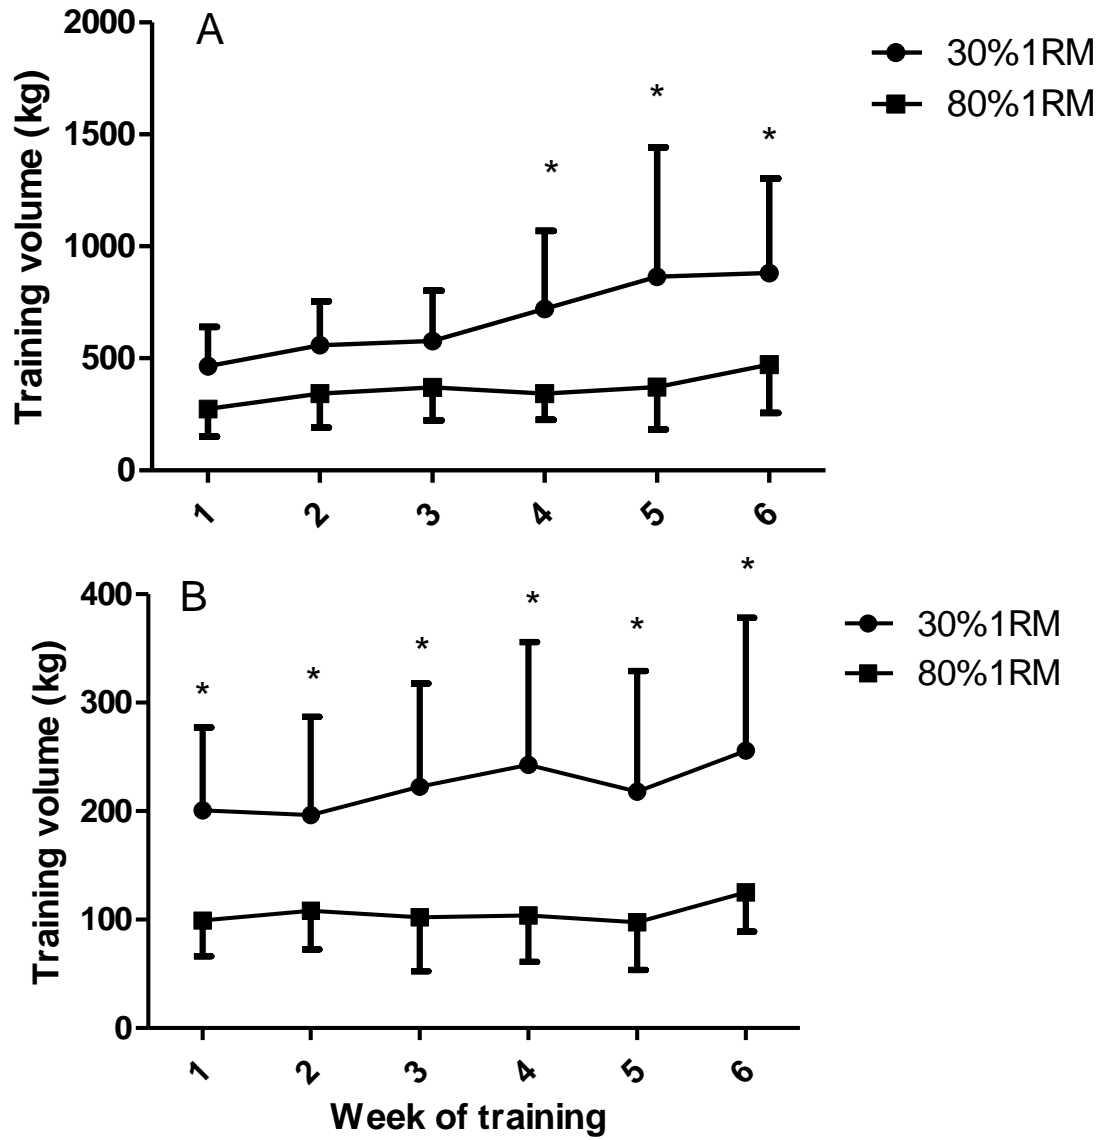 A
Training volume (kg)
2000
1500
1000
500
0
* * *
1 2 3 4 5 6
30%1RM
80%1RM
B
Training volume (kg)
400
300
200
100
0
* * * * * *
1 2 3 4 5 6
Week of training
30%1RM
80%1RM